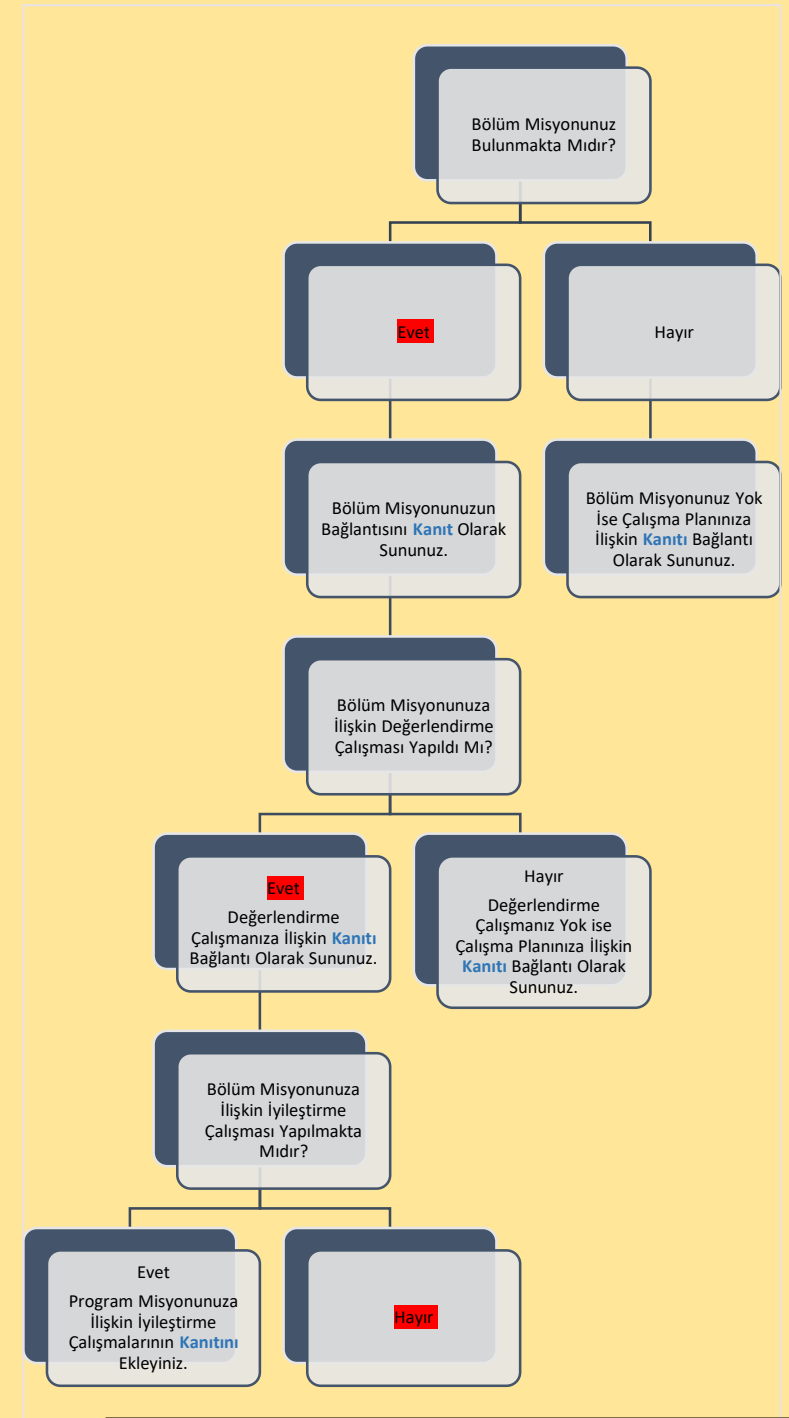 Bölüm Misyonunuz
Bulunmakta Mıdır?
Evet
Hayır
Bölüm Misyonunuzun
Bağlantısını Kanıt Olarak
Sununuz.
Bölüm Misyonunuz Yok
İse Çalışma Planınıza
İlişkin Kanıtı Bağlantı
Olarak Sununuz.
Bölüm Misyonunuza
İlişkin Değerlendirme
Çalışması Yapıldı Mı?
Evet
Değerlendirme
Çalışmanıza İlişkin Kanıtı
Bağlantı Olarak Sununuz.
Hayır
Değerlendirme
Çalışmanız Yok ise
Çalışma Planınıza İlişkin
Kanıtı Bağlantı Olarak
Sununuz.
Bölüm Misyonunuza
İlişkin İyileştirme
Çalışması Yapılmakta
Mıdır?
Evet
Program Misyonunuza
İlişkin İyileştirme
Çalışmalarının Kanıtını
Ekleyiniz.
Hayır